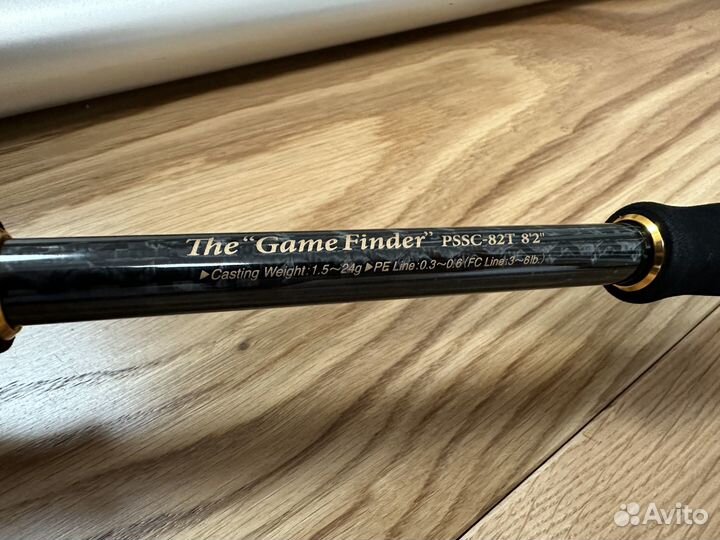 The “Game Finder” PSSC-82T 8'2"
▶Casting Weight:1.5～24g ▶PE Line:0.3～0.6 (FC Line:3～6lb.)
Avito